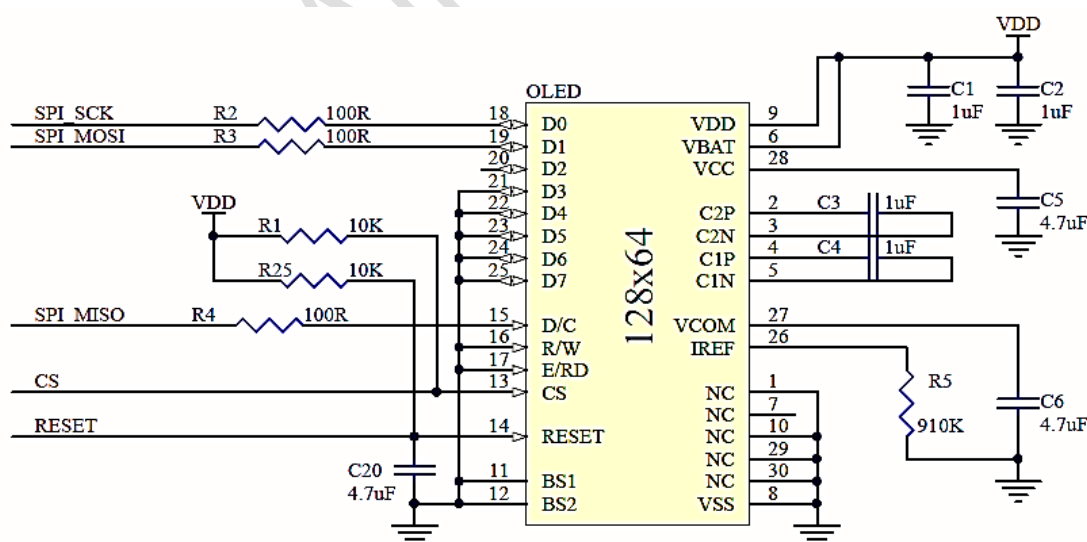 VDD
OLED
C1
1uF
C2
1uF
SPI_SCK R2 100R 18 D0 VDD 9
SPI_MOSI R3 100R 19 D1 VBAT 6
20 D2 VCC 28
21 D3
VDD
22 D4 C2P 2 C3 1uF
C5
4.7uF
R1 10K 23 D5 C2N 3
24 D6 C1P 4 C4 1uF
R25 10K 25 D7 C1N 5
128x64
SPI_MISO R4 100R 15 D/C VCOM 27
16 R/W IREF 26
17 E/RD
CS 13 CS NC 1
R5
910K
C6
4.7uF
NC 7
RESET 14 RESET NC 10
NC 29
C20
4.7uF
11 BS1 NC 30
12 BS2 VSS 8